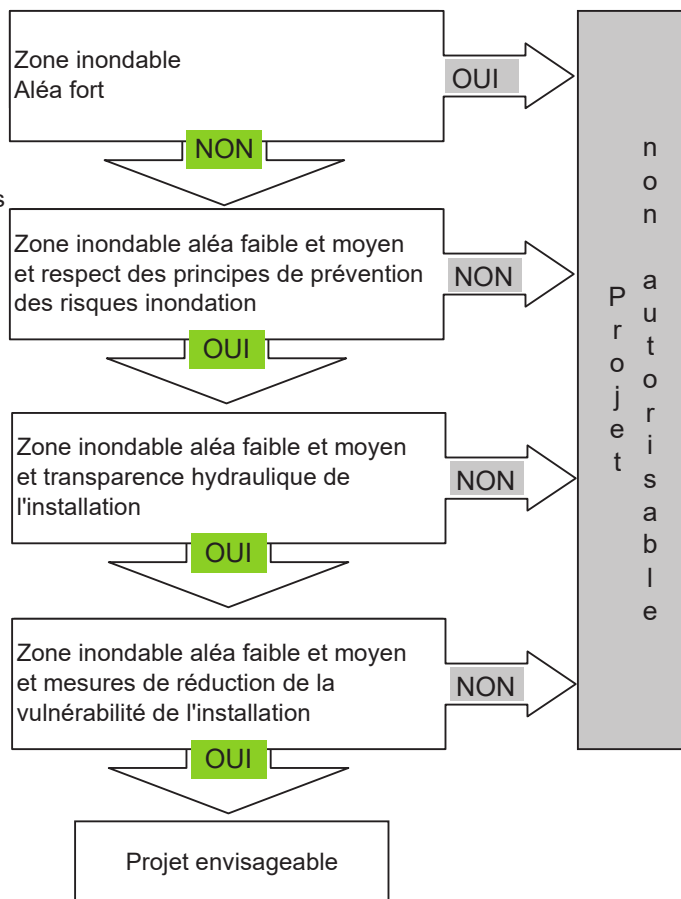 Zone inondable
Aléa fort
OUI
NON
s
Zone inondable aléa faible et moyen
et respect des principes de prévention
des risques inondation
NON
OUI
Zone inondable aléa faible et moyen
et transparence hydraulique de
l'installation
NON
OUI
Zone inondable aléa faible et moyen
et mesures de réduction de la
vulnérabilité de l'installation
NON
OUI
Projet envisageable
Projet
non autorisable